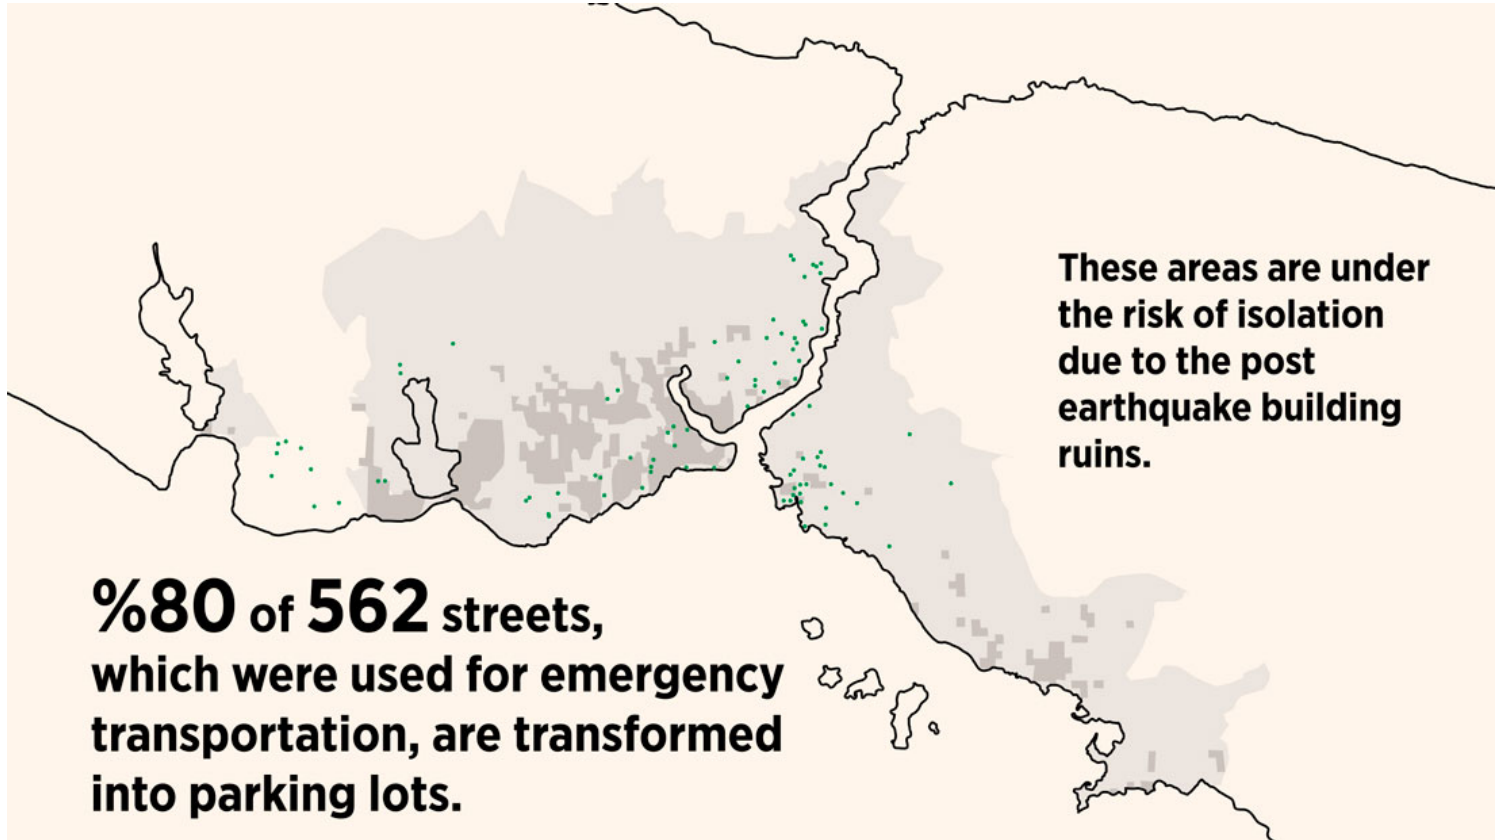 These areas are under
the risk of isolation
due to the post
earthquake building
ruins.
%80 of 562 streets,
which were used for emergency
transportation, are transformed
into parking lots.